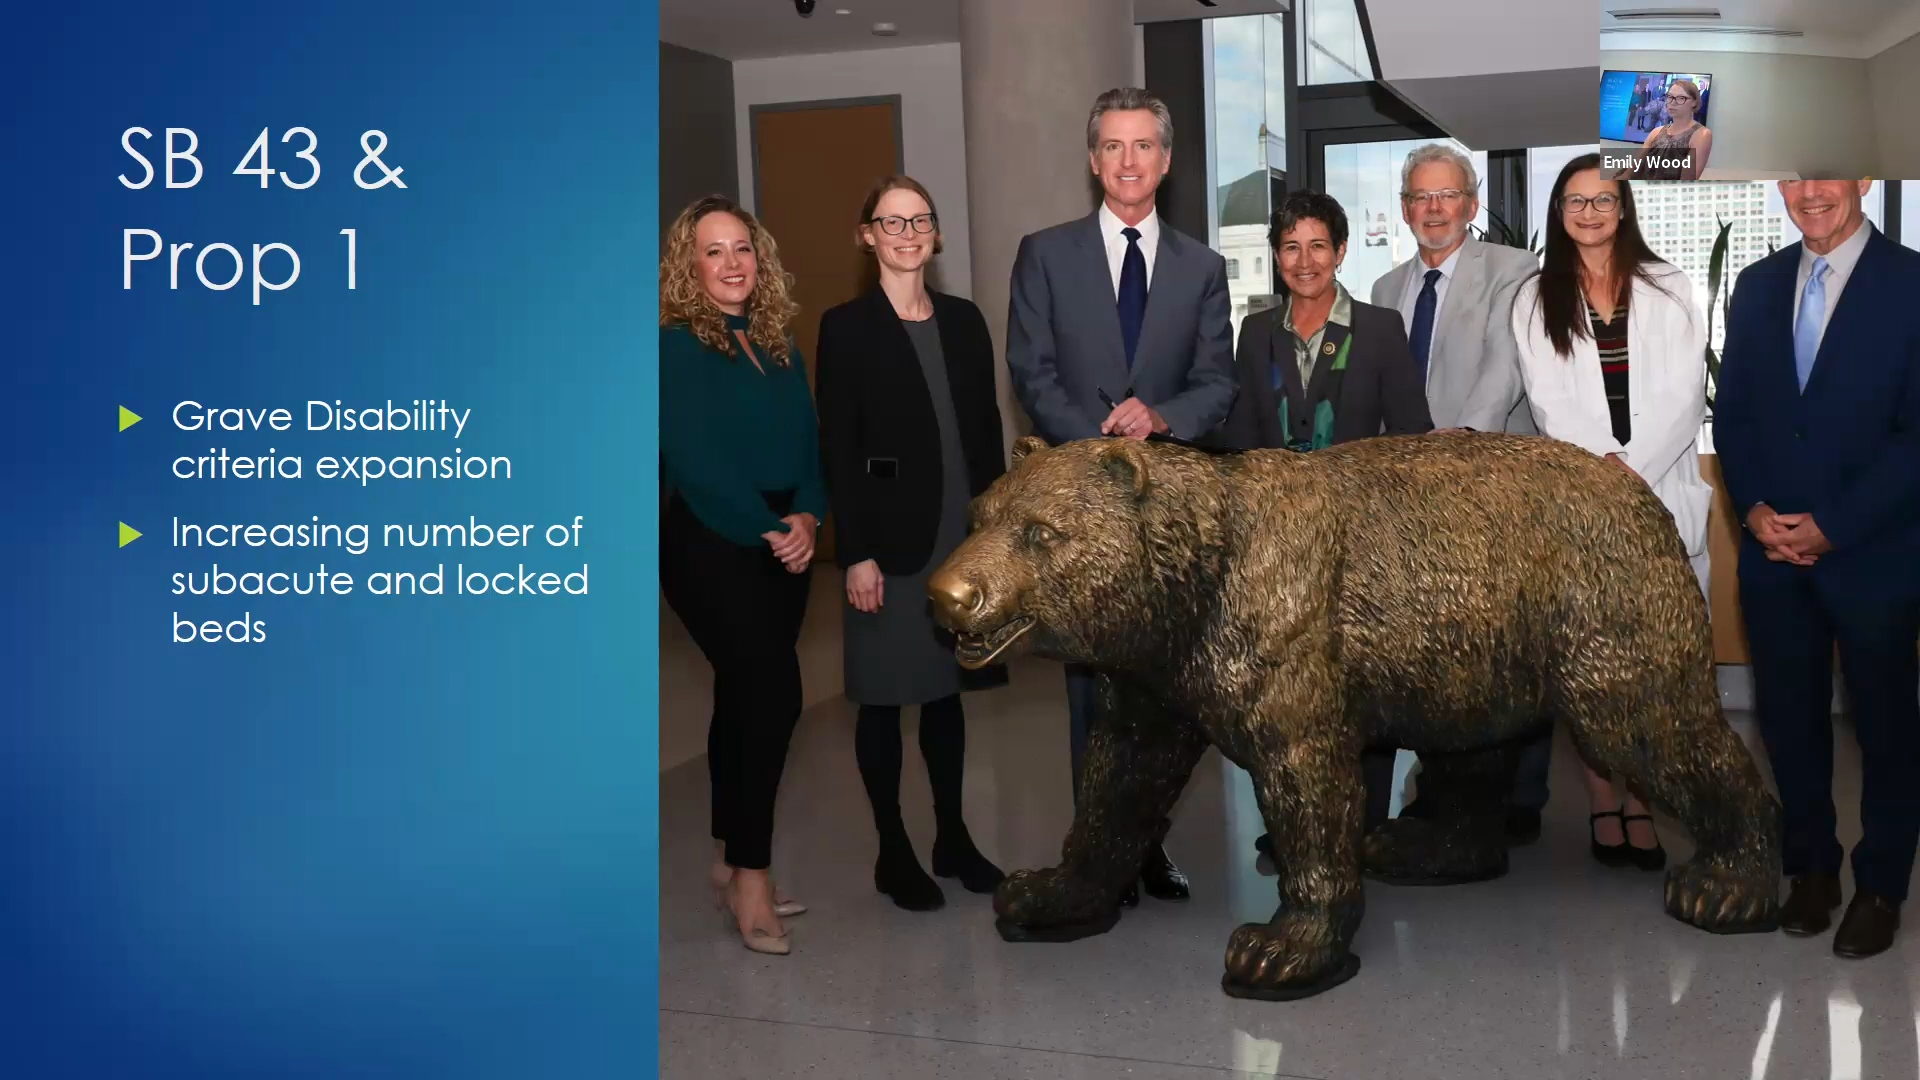 SB 43 &
Prop 1
Grave Disability
criteria expansion
Increasing number of
subacute and locked
beds
Emily Wood